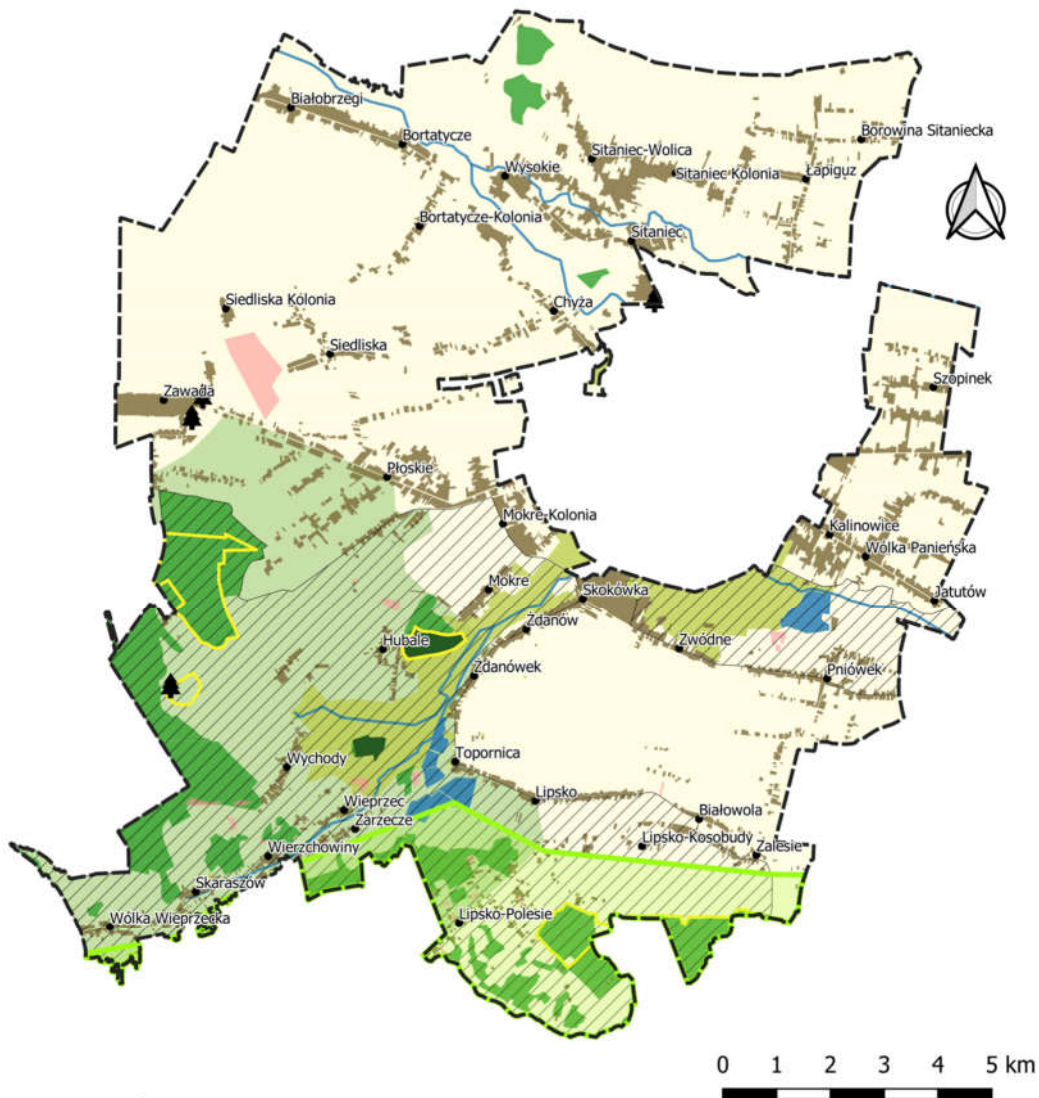 Białobrzegi
Bortatycze
Borowina Sitaniecka
Sitaniec-Wolica
Wysokie
Sitaniec Kolonia
Łapiguz
Bortatycze-Kolonia
Sitaniec
Siedliska Kolonia
Chyża
Siedliska
Szopinek
Zawada
Płoskie
Mokre-Kolonia
Kalinowice
Wólka Panieńska
Mokre
Skokówka
Jatutów
Żdanów
Hubale
Zwódne
Żdanówek
Pniówek
Topornica
Wychody
Lipsko
Wieprzec
Białowola
Zarzecze
Lipsko-Kosobudy
Wierzchowiny
Zalesie
Skaraszów
Lipsko-Polesie
Wólka Wieprzecka
0 1 2 3 4 5 km